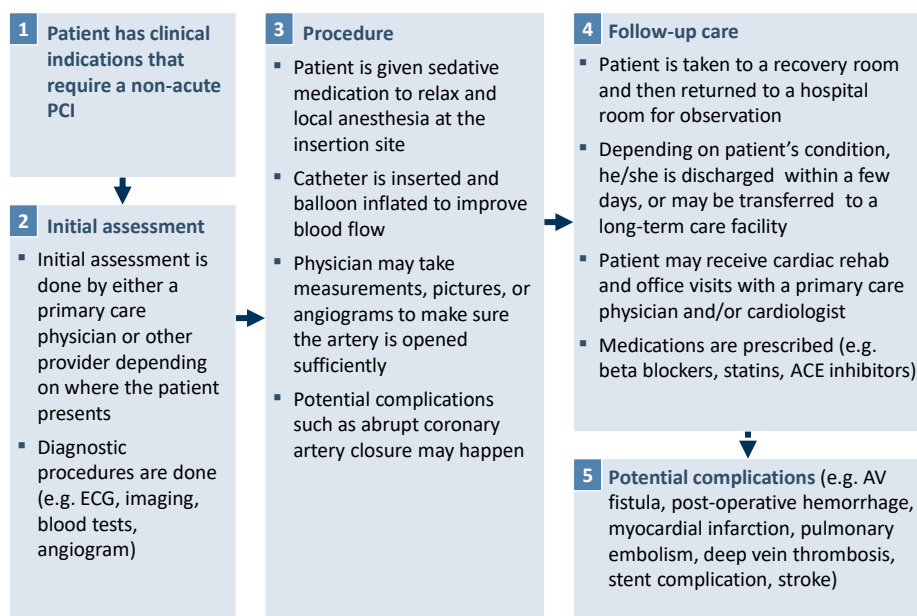 1 Patient has clinical
indications that
require a non-acute
PCI
2 Initial assessment
▪ Initial assessment is
done by either a
primary care
physician or other
provider depending
on where the patient
presents
▪ Diagnostic
procedures are done
(e.g. ECG, imaging,
blood tests,
angiogram)
3 Procedure
▪ Patient is given sedative
medication to relax and
local anesthesia at the
insertion site
▪ Catheter is inserted and
balloon inflated to improve
blood flow
▪ Physician may take
measurements, pictures, or
angiograms to make sure
the artery is opened
sufficiently
▪ Potential complications
such as abrupt coronary
artery closure may happen
4 Follow-up care
▪ Patient is taken to a recovery room
and then returned to a hospital
room for observation
▪ Depending on patient's condition,
he/she is discharged within a few
days, or may be transferred to a
long-term care facility
▪ Patient may receive cardiac rehab
and office visits with a primary care
physician and/or cardiologist
▪ Medications are prescribed (e.g.
beta blockers, statins, ACE inhibitors)
5 Potential complications (e.g. AV
fistula, post-operative hemorrhage,
myocardial infarction, pulmonary
embolism, deep vein thrombosis,
stent complication, stroke)